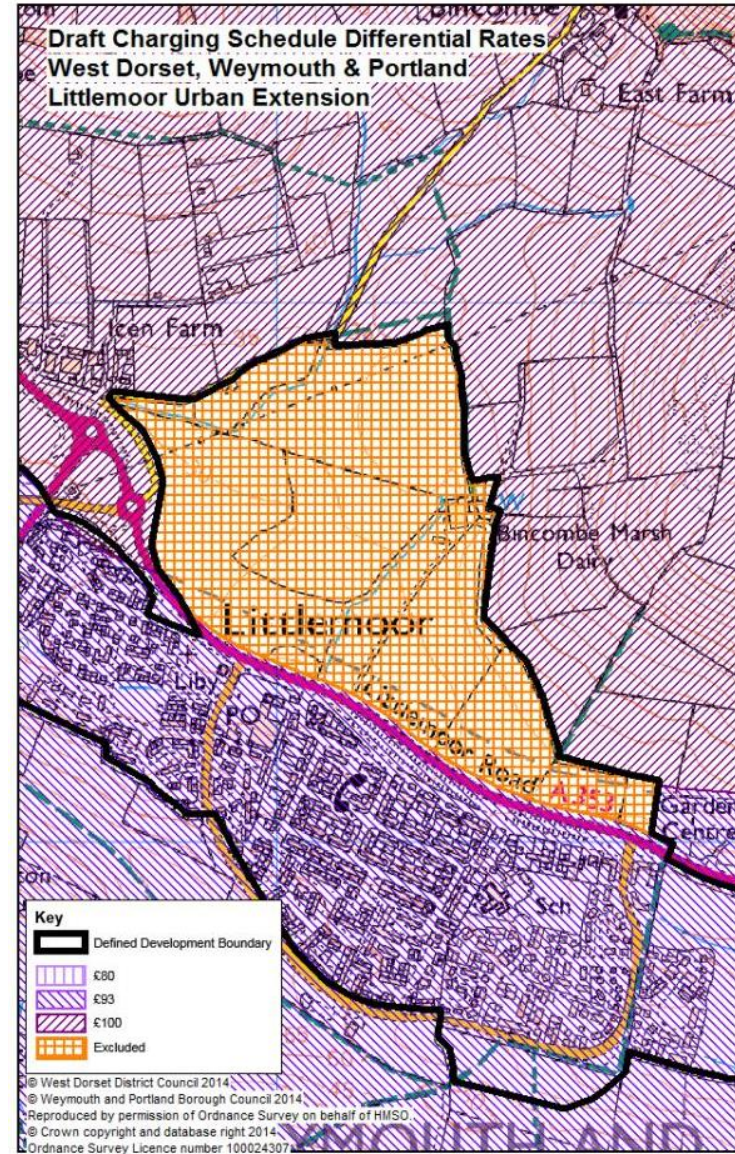 Draft Charging Schedule Differential Rates
West Dorset, Weymouth & Portland
Littlemoor Urban Extension
East Farm
Icen Farm
Bincombe Marsh
Dairy
Littlemoor
Liby
PO
Littlemoor Road
A 353
Garden
Centre
Sch
Key
Defined Development Boundary
£80
£93
£100
Excluded
© West Dorset District Council 2014
© Weymouth and Portland Borough Council 2014
Reproduced by permission of Ordnance Survey on behalf of HMSO.
© Crown copyright and database right 2014
Ordnance Survey Licence number 100024307